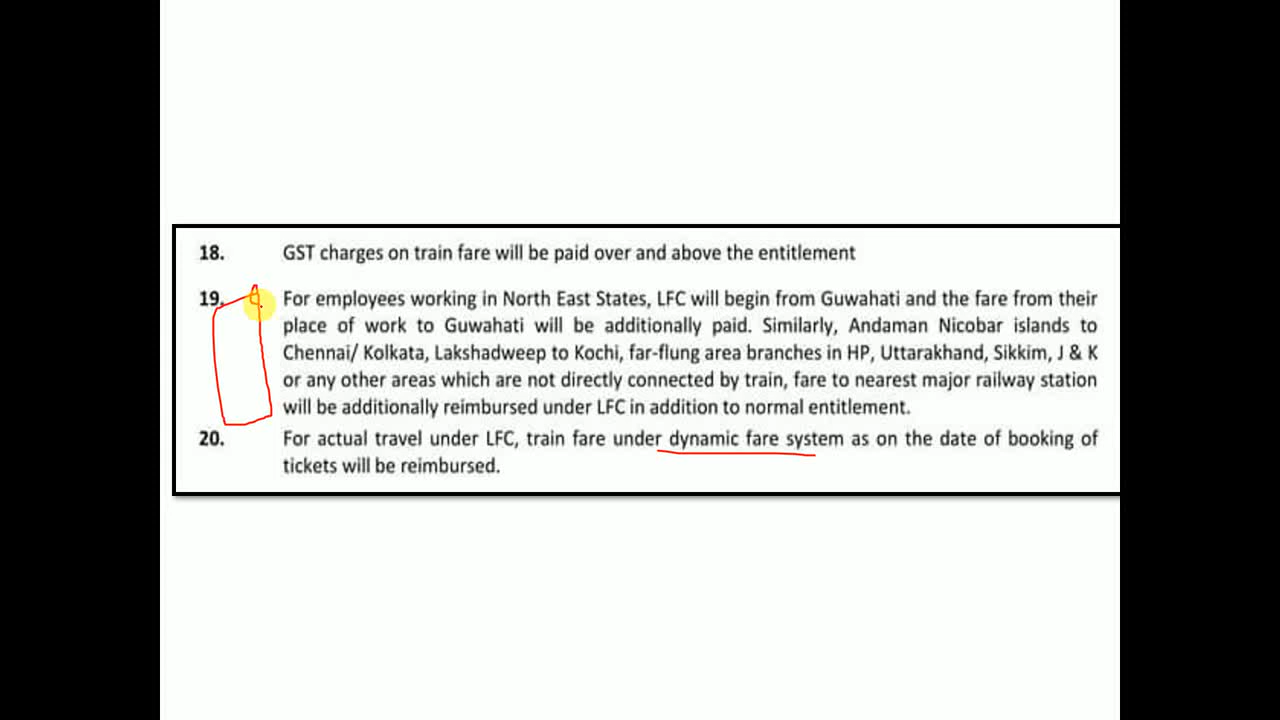 18. GST charges on train fare will be paid over and above the entitlement
19. For employees working in North East States, LFC will begin from Guwahati and the fare from their
place of work to Guwahati will be additionally paid. Similarly, Andaman Nicobar islands to
Chennai/ Kolkata, Lakshadweep to Kochi, far-flung area branches in HP, Uttarakhand, Sikkim, J & K
or any other areas which are not directly connected by train, fare to nearest major railway station
will be additionally reimbursed under LFC in addition to normal entitlement.
20. For actual travel under LFC, train fare under dynamic fare system as on the date of booking of
tickets will be reimbursed.